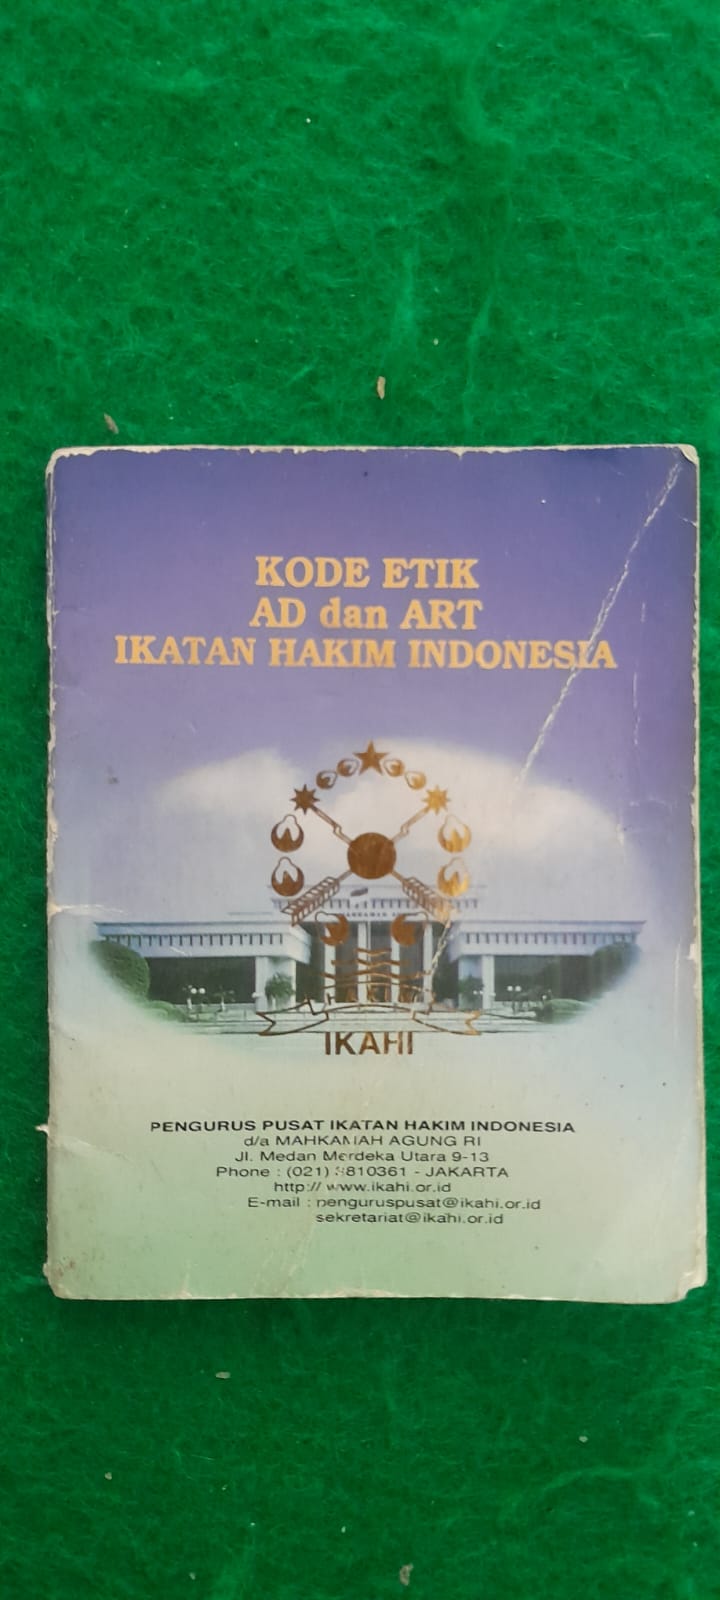 KODE ETIK
AD dan ART
IKATAN HAKIM INDONESIA
IKAHI
PENGURUS PUSAT IKATAN HAKIM INDONESIA
d/a MAHKAMAH AGUNG RI
Jl. Medan Merdeka Utara 9-13
Phone : (021) - JAKARTA
http:// www.ikahi.or.id
E-mail : penguruspusat@ikahi.or.id
sekretariat@ikahi.or.id